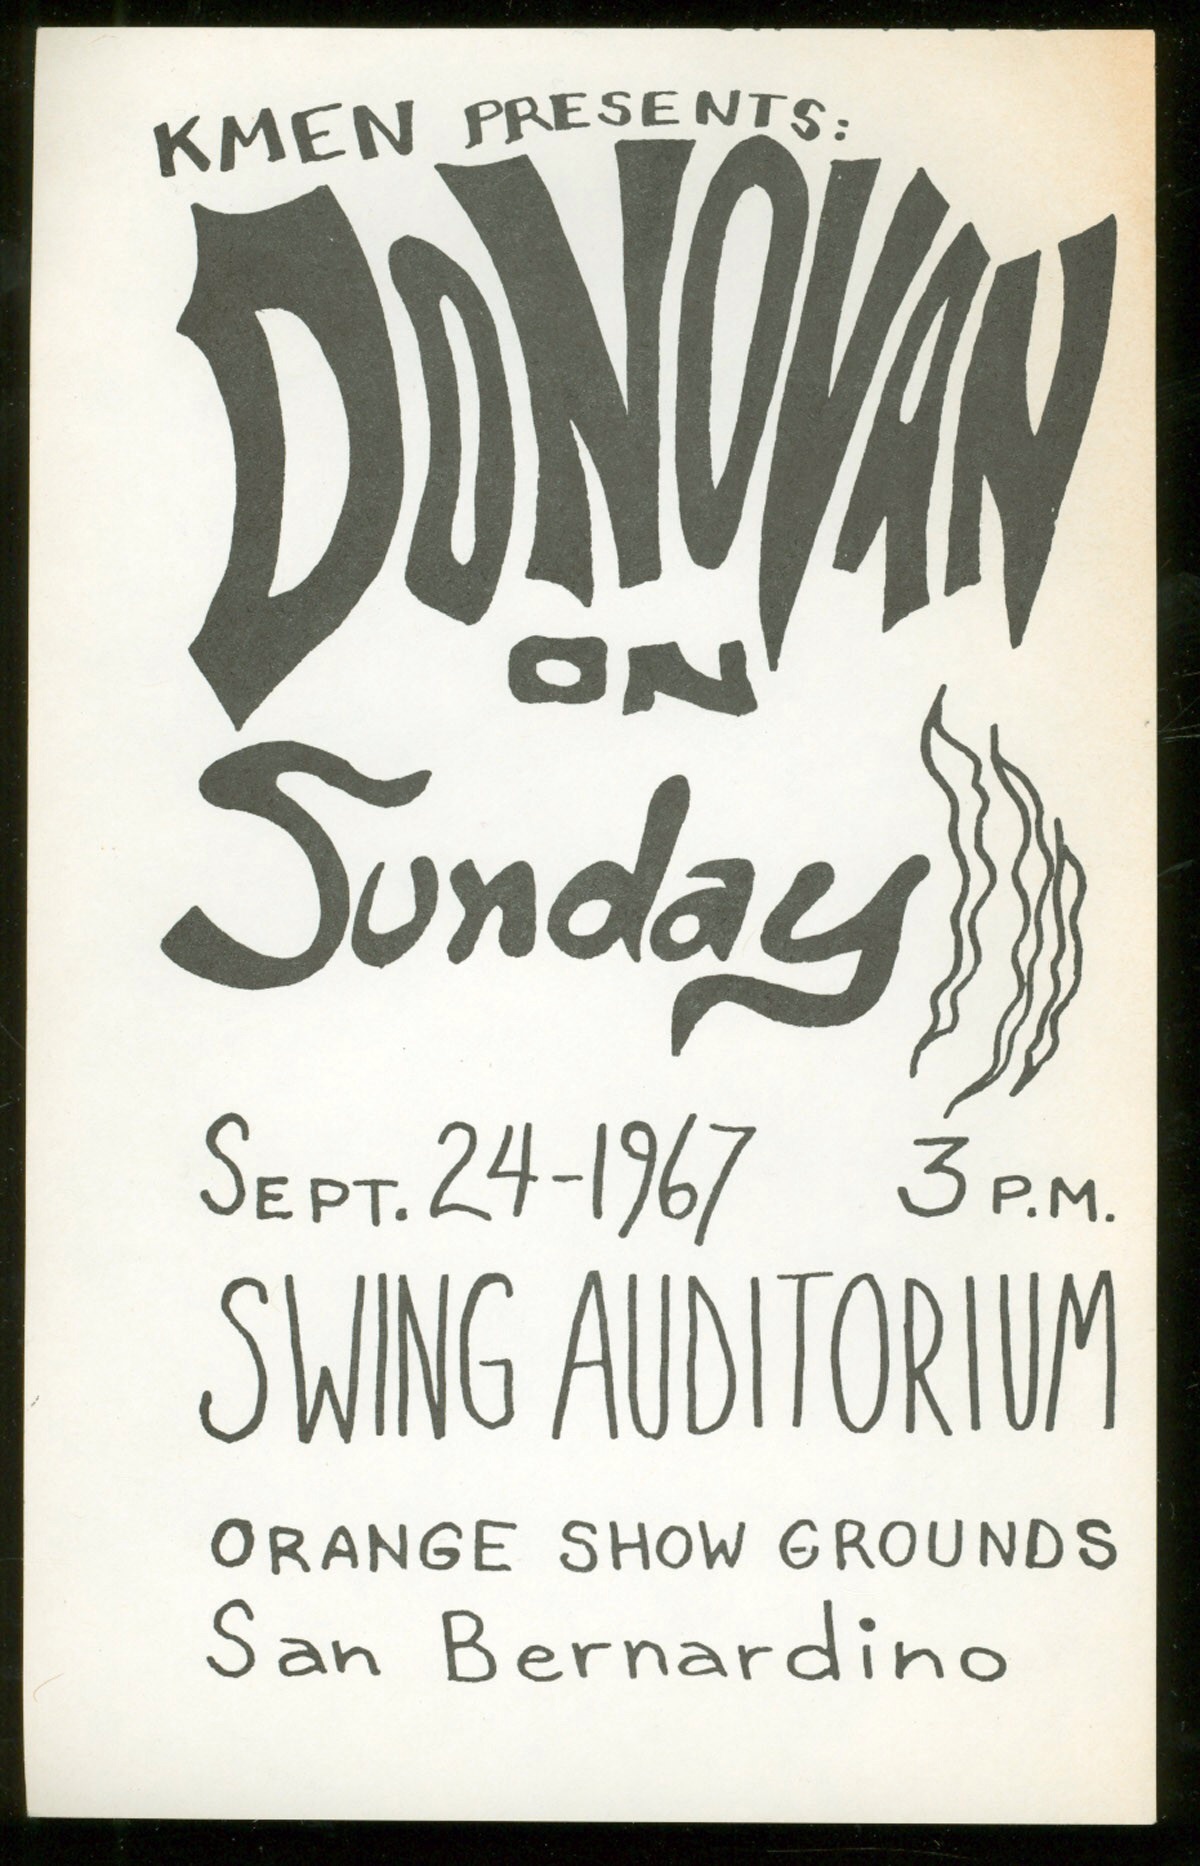 KMEN PRESENTS:
DONOVAN
ON
Sunday
SEPT. 24-1967 3 P.M.
SWING AUDITORIUM
ORANGE SHOW GROUNDS
San Bernardino